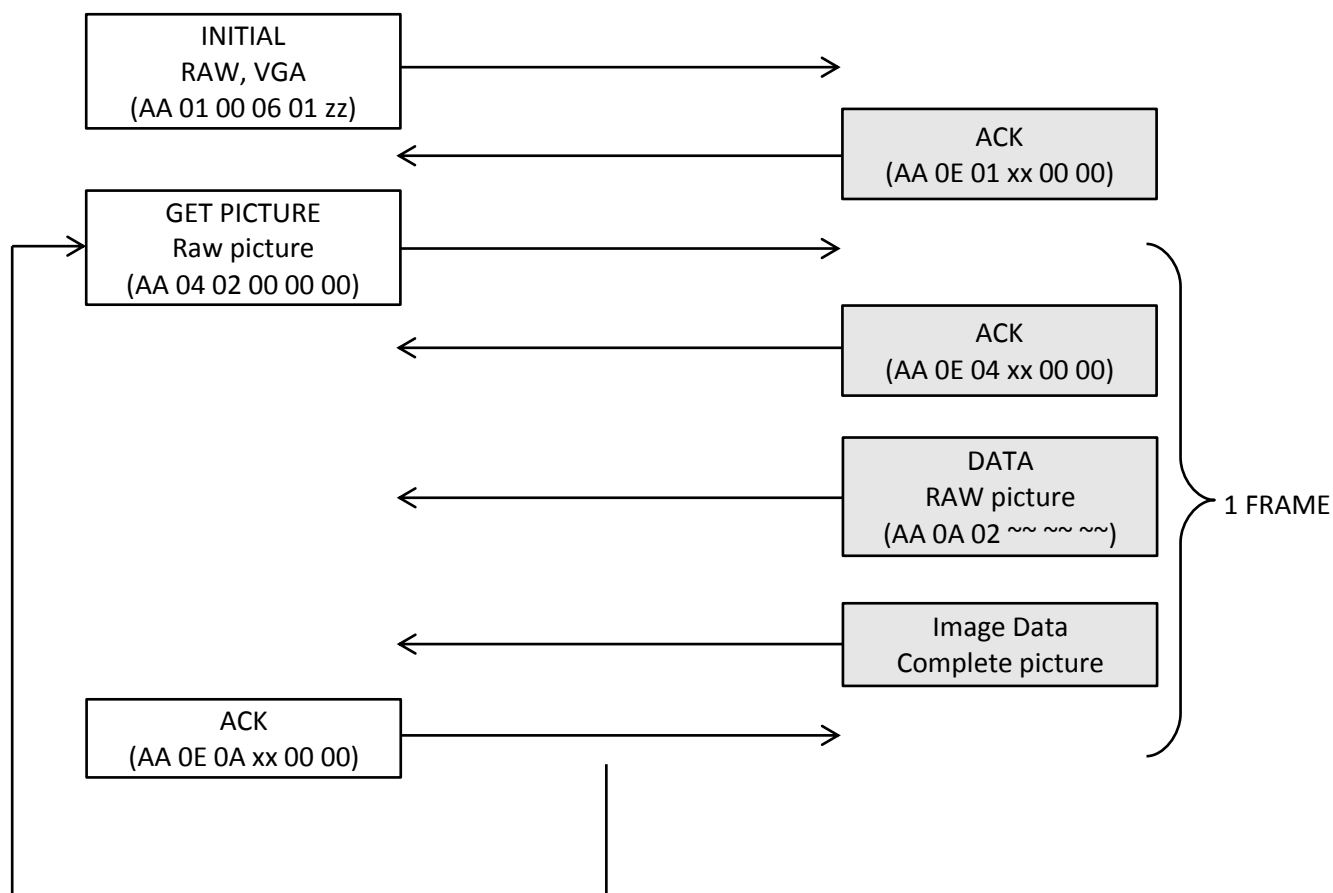 INITIAL
RAW, VGA
(AA 01 00 06 01 zz)
ACK
(AA 0E 01 xx 00 00)
GET PICTURE
Raw picture
(AA 04 02 00 00 00)
ACK
(AA 0E 04 xx 00 00)
DATA
RAW picture
(AA 0A 02 ~~ ~~ ~~)
1 FRAME
Image Data
Complete picture
ACK
(AA 0E 0A xx 00 00)